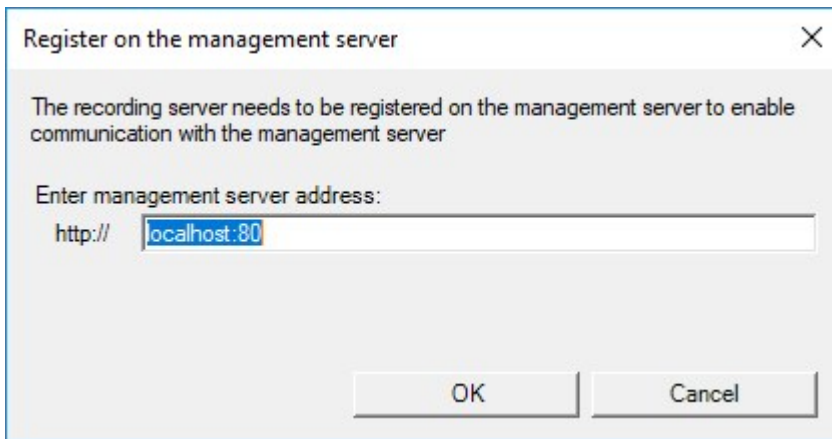 Register on the management server
The recording server needs to be registered on the management server to enable
communication with the management server
Enter management server address:
http:// localhost:80
OK Cancel